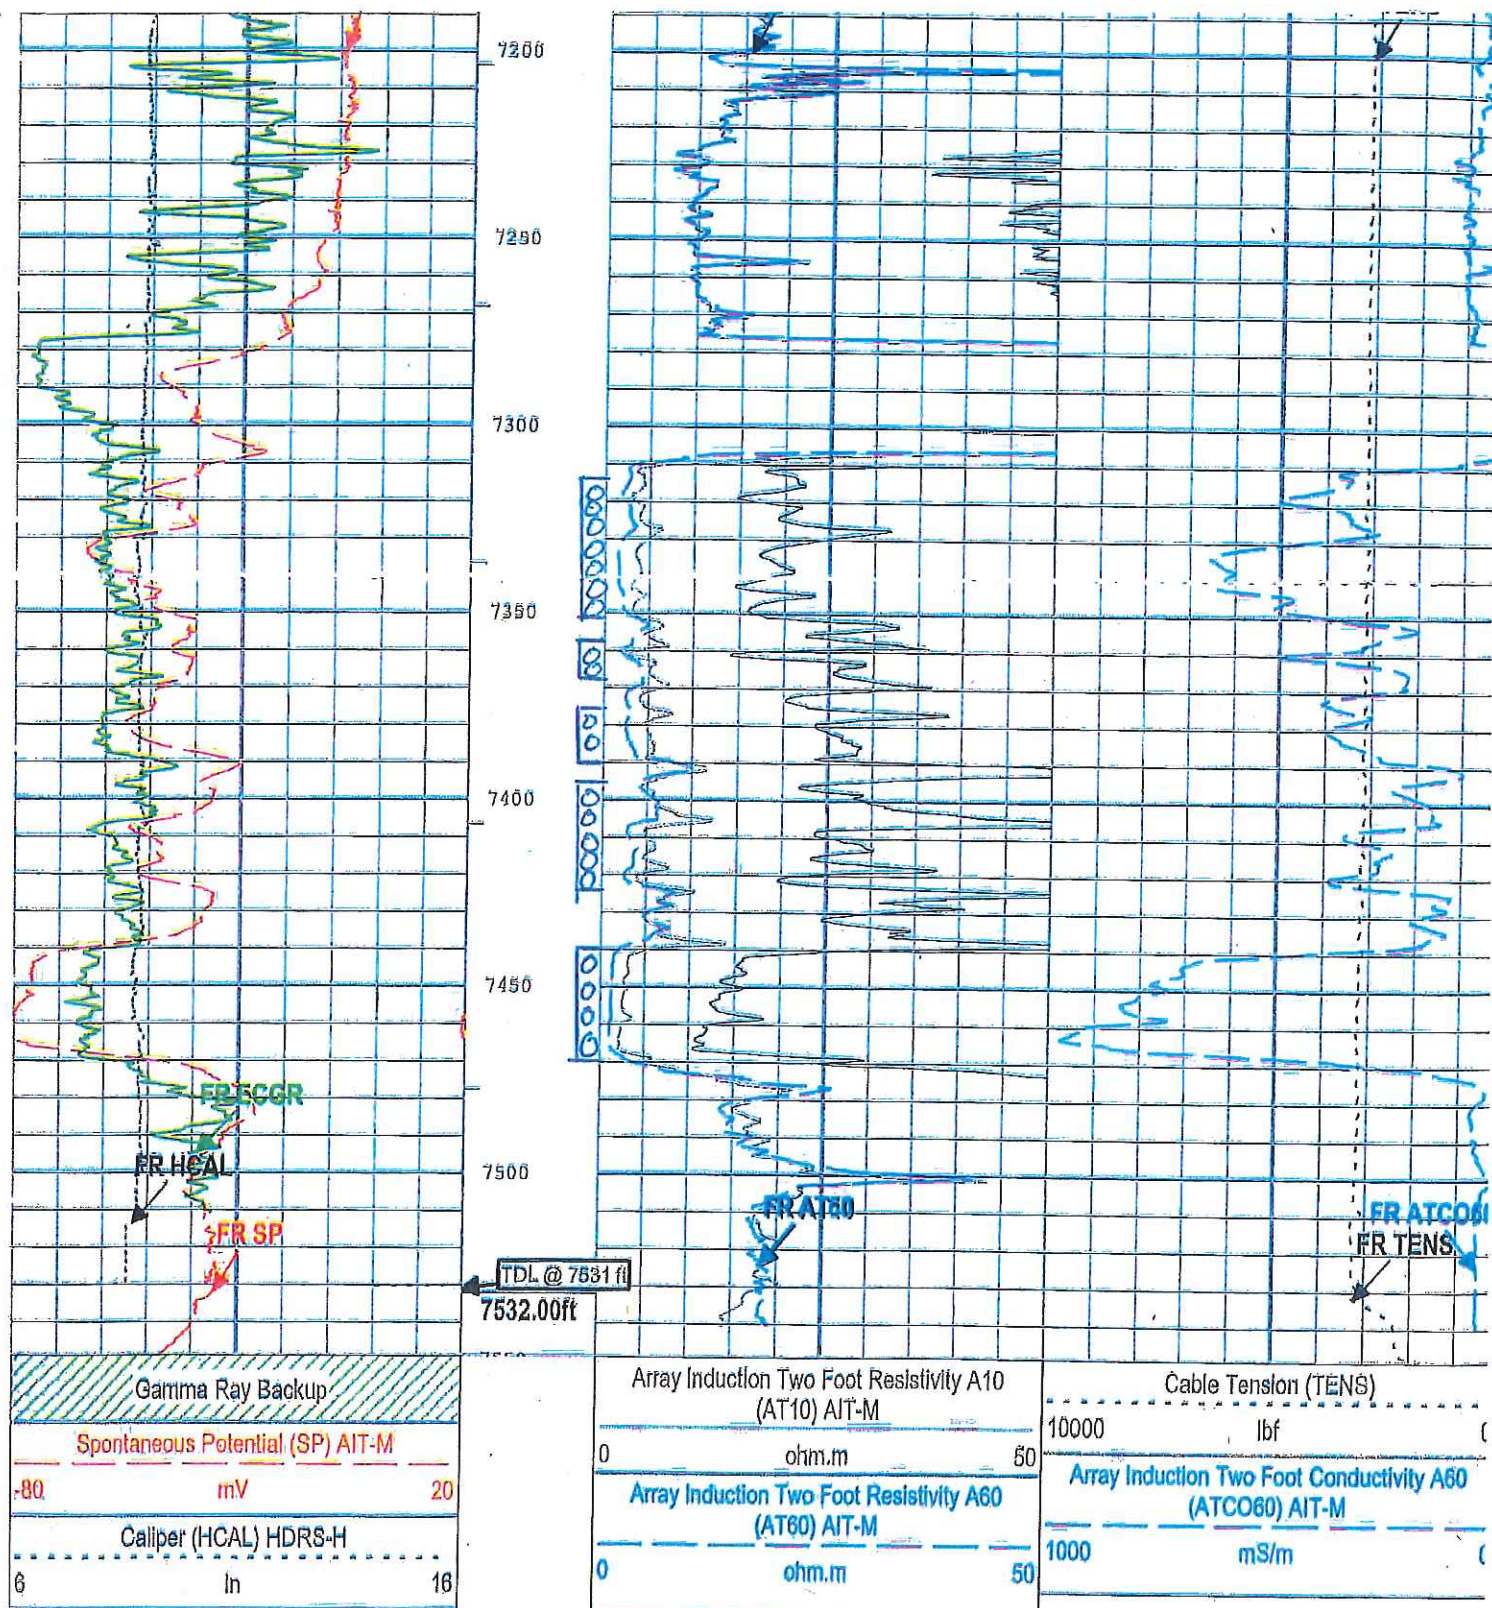 7200
7250
7300
7350
7400
7450
FR ECGR
FR HCAL
7500
FR AT60
FR SP
FR TENS
TDL @ 7531 ft
7532.00ft
7550
Gamma Ray Backup
Spontaneous Potential (SP) AIT-M
-80 mV 20
Caliper (HCAL) HDRS-H
6 In 16
Array Induction Two Foot Resistivity A10
(AT10) AIT-M
0 ohm.m 50
Array Induction Two Foot Resistivity A60
(AT60) AIT-M
0 ohm.m 50
Cable Tension (TENS)
10000 lbf
Array Induction Two Foot Conductivity A60
(ATCO60) AIT-M
1000 mS/m